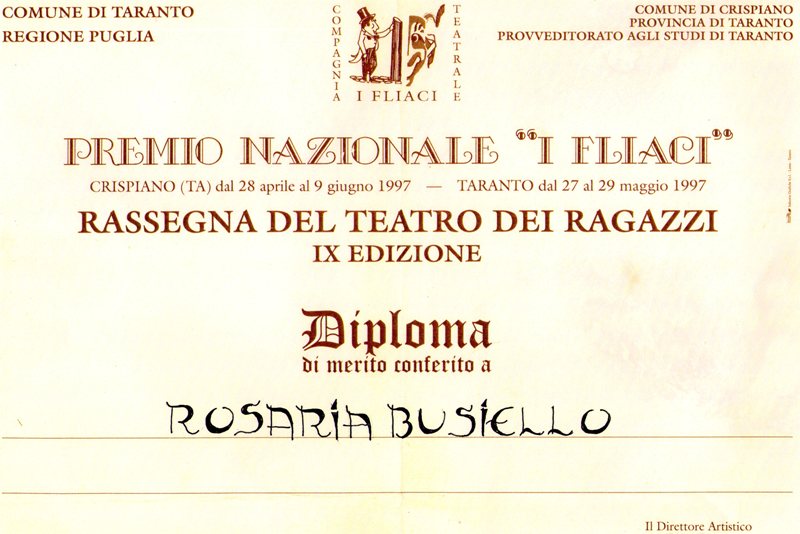 COMUNE DI TARANTO
REGIONE PUGLIA
COMPAGNIA
TEATRALE
I FLIACI
COMUNE DI CRISPIANO
PROVINCIA DI TARANTO
PROVVEDITORATO AGLI STUDI DI TARANTO
PREMIO NAZIONALE "I FLIACI"
CRISPIANO (TA) dal 28 aprile al 9 giugno 1997 — TARANTO dal 27 al 29 maggio 1997
RASSEGNA DEL TEATRO DEI RAGAZZI
IX EDIZIONE
Diploma
di merito conferito a
ROSARIA BUSIELLO
Il Direttore Artistico